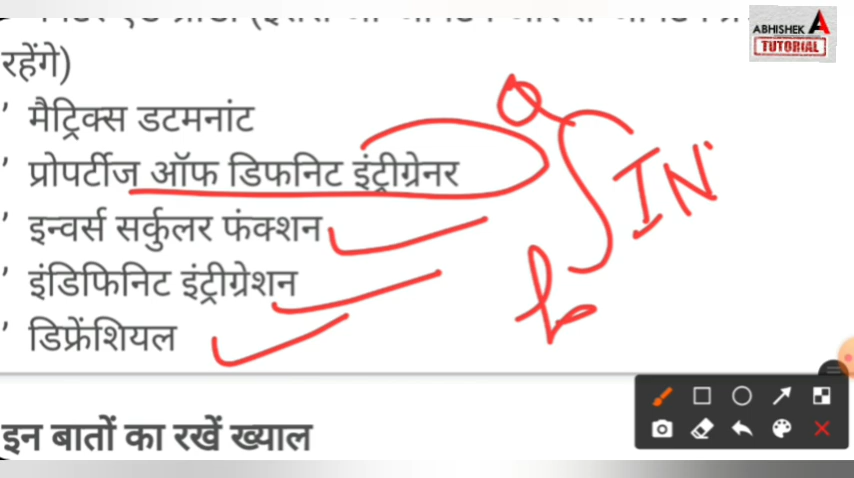 ABHISHEK A
TUTORIAL
रहेंगे)
' मैट्रिक्स डटमनांट
' प्रोपर्टीज ऑफ डिफनिट इंट्रीग्रेनर
' इन्वर्स सर्कुलर फंक्शन
' इंडिफिनिट इंट्रीग्रेशन
' डिफ्रेंशियल
IN
इन बातों का रखें ख्याल